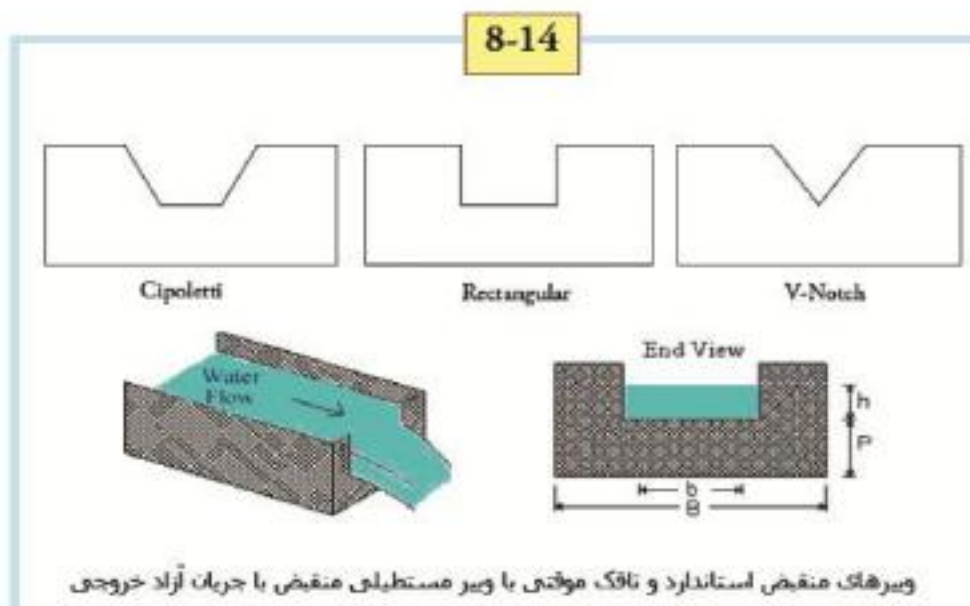 8-14
Cipoletti
Rectangular
V-Notch
Water
Flow
End View
h
P
b
B
ویرهای منقبض استاندارد و تافک موقتی با ویر مستطیلی منقبض با جریان آزاد خروجی